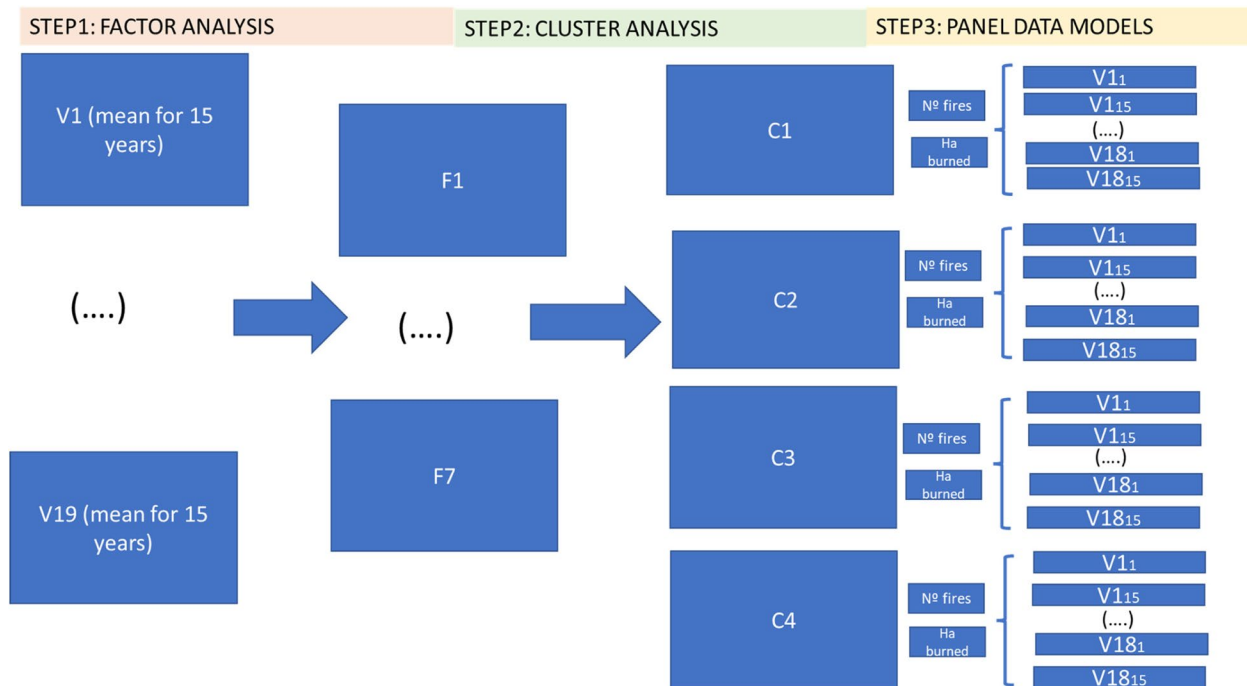 STEP1: FACTOR ANALYSIS
STEP2: CLUSTER ANALYSIS
STEP3: PANEL DATA MODELS
V1 (mean for 15
years)
(....)
V19 (mean for 15
years)
F1
(....)
F7
C1
Nº fires
Ha
burned
V1₁
V1₁₅
(....)
V18₁
V18₁₅
C2
Nº fires
Ha
burned
V1₁
V1₁₅
(....)
V18₁
V18₁₅
C3
Nº fires
Ha
burned
V1₁
V1₁₅
(....)
V18₁
V18₁₅
C4
Nº fires
Ha
burned
V1₁
V1₁₅
(....)
V18₁
V18₁₅